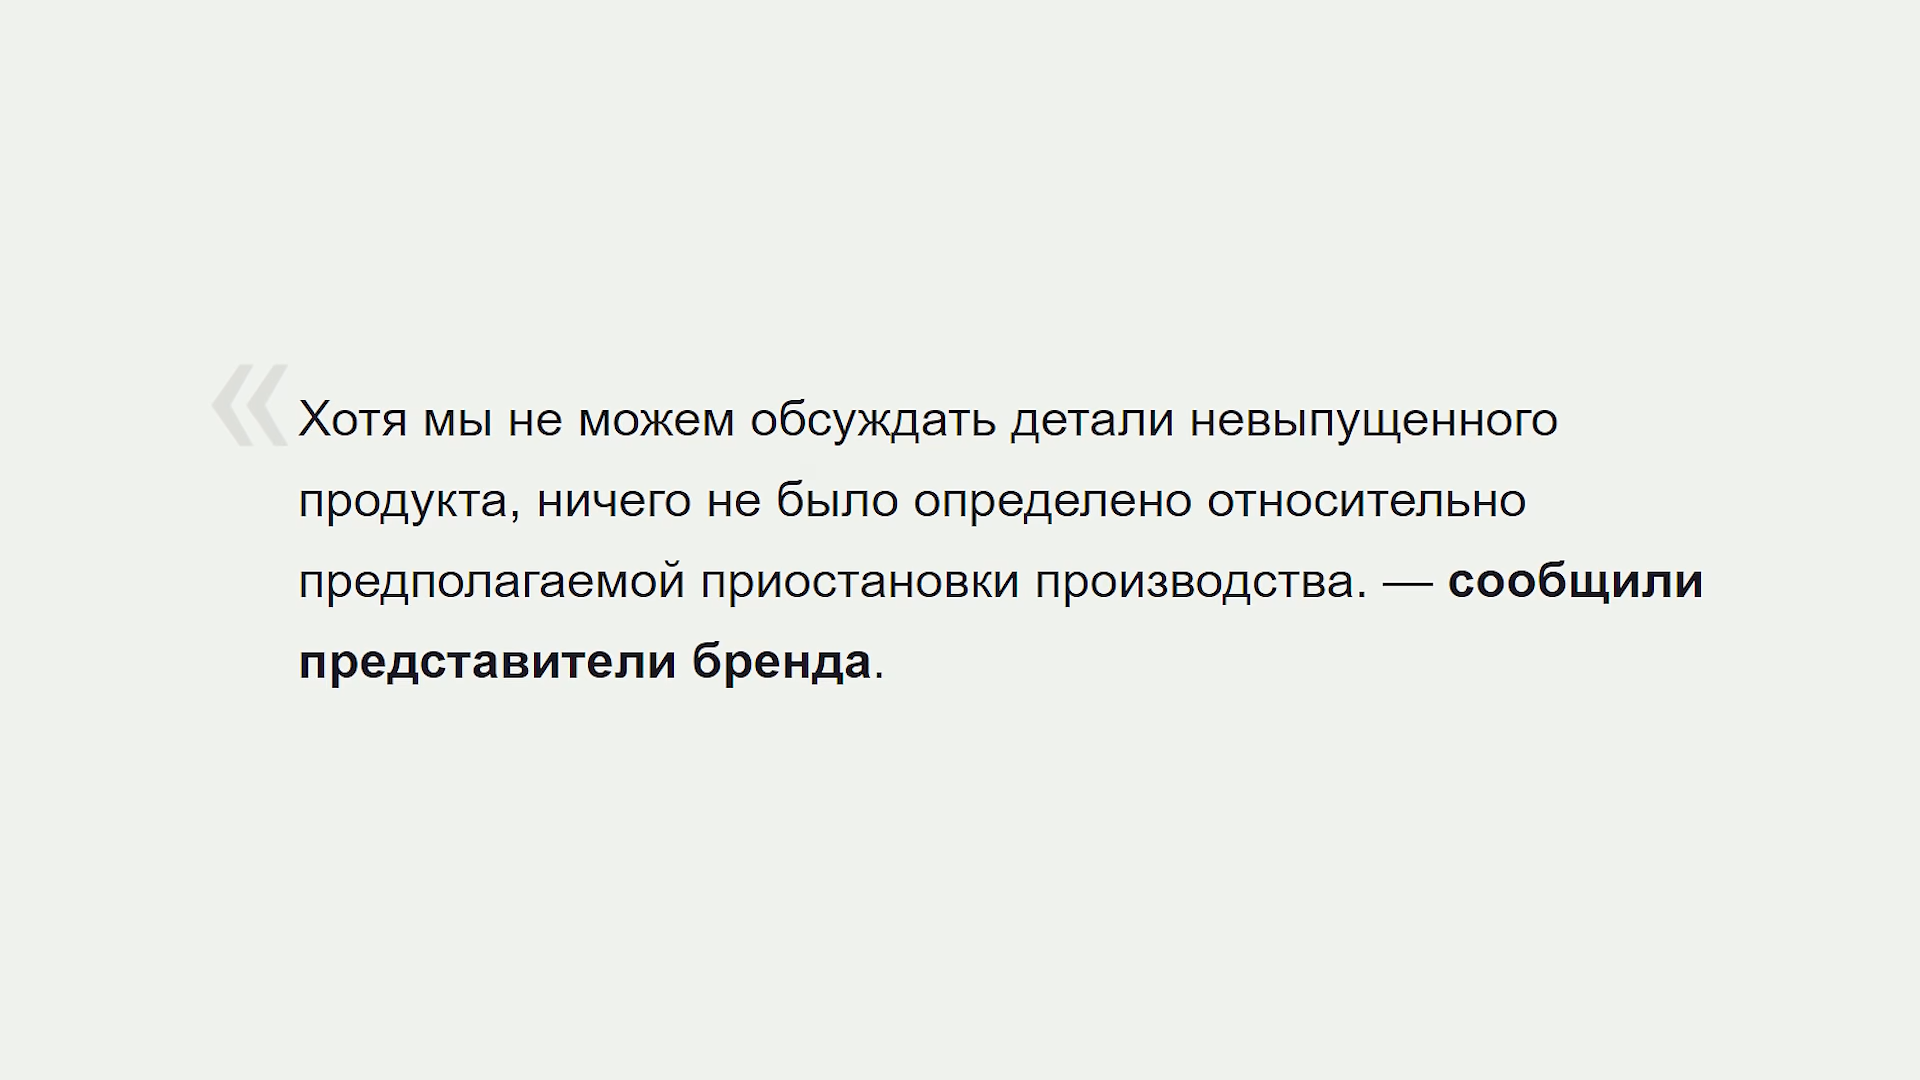 «Хотя мы не можем обсуждать детали невыпущенного
продукта, ничего не было определено относительно
предполагаемой приостановки производства. — сообщили
представители бренда.